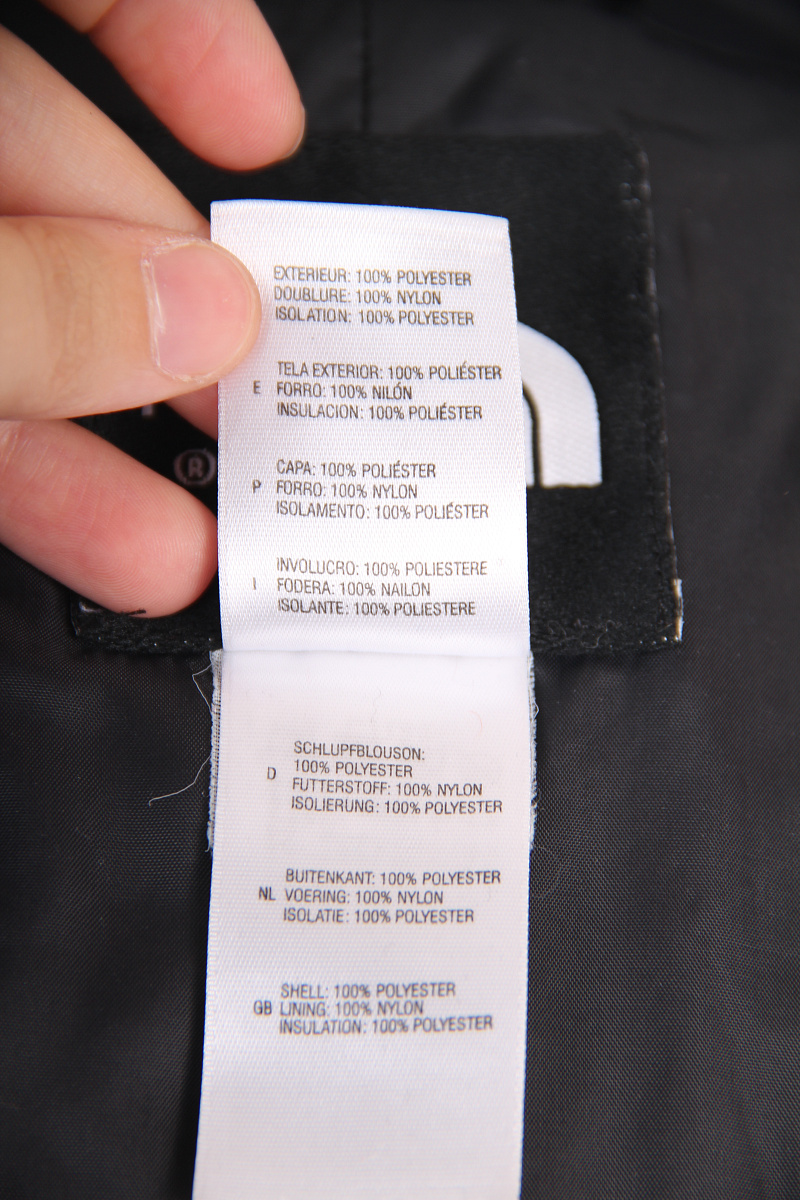 EXTERIEUR: 100% POLYESTER
DOUBLURE: 100% NYLON
ISOLATION: 100% POLYESTER
TELA EXTERIOR: 100% POLIÉSTER
E FORRO: 100% NILÓN
INSULACION: 100% POLIÉSTER
CAPA: 100% POLIÉSTER
P FORRO: 100% NYLON
ISOLAMENTO: 100% POLIÉSTER
INVOLUCRO: 100% POLIESTERE
I FODERA: 100% NAILON
ISOLANTE: 100% POLIESTERE
SCHLUPFBLOUSON:
D 100% POLYESTER
FUTTERSTOFF: 100% NYLON
ISOLIERUNG: 100% POLYESTER
BUITENKANT: 100% POLYESTER
NL VOERING: 100% NYLON
ISOLATIE: 100% POLYESTER
SHELL: 100% POLYESTER
GB LINING: 100% NYLON
INSULATION: 100% POLYESTER
®